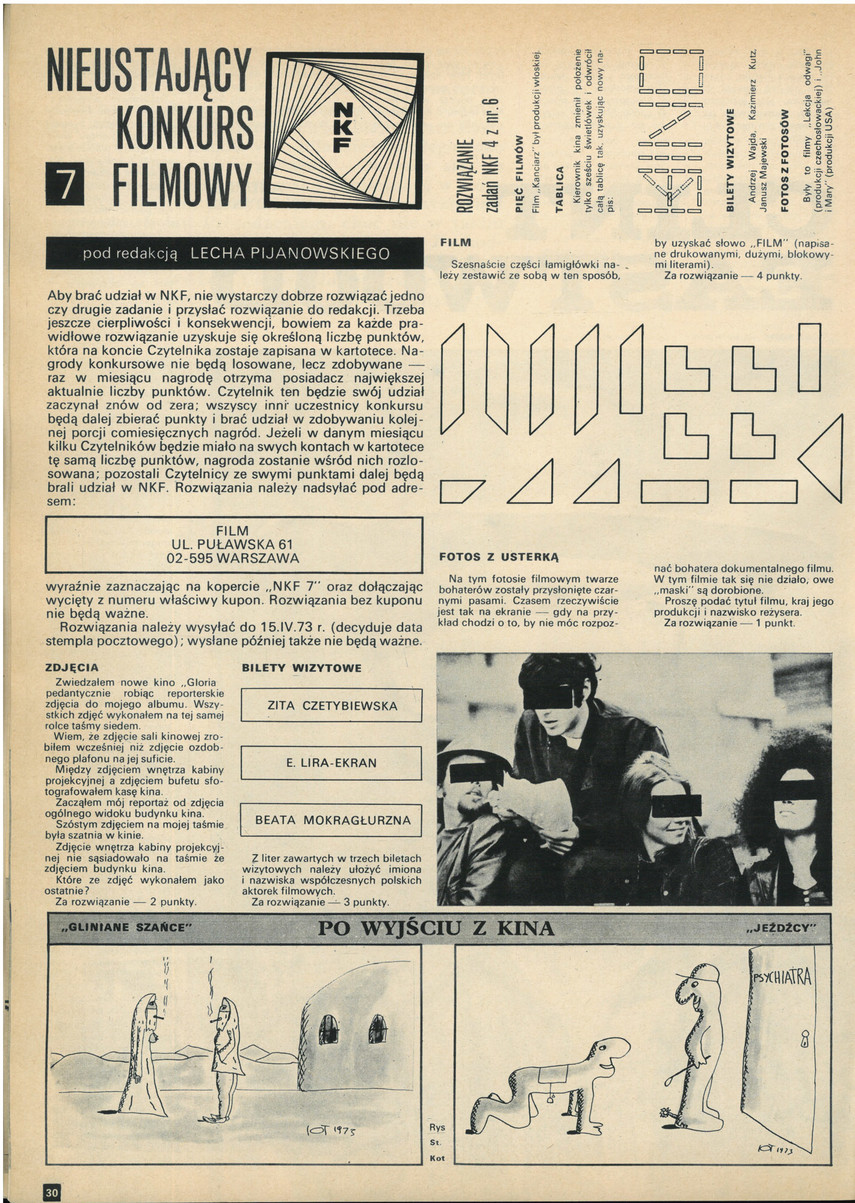 NIEUSTAJĄCY
KONKURS
7 FILMOWY
NKF
pod redakcją LECHA PIJANOWSKIEGO
Aby brać udział w NKF, nie wystarczy dobrze rozwiązać jedno
czy drugie zadanie i przysłać rozwiązanie do redakcji. Trzeba
jeszcze cierpliwości i konsekwencji, bowiem za każde pra-
widłowe rozwiązanie uzyskuje się określoną liczbę punktów,
która na koncie Czytelnika zostaje zapisana w kartotece. Na-
grody konkursowe nie będą losowane, lecz zdobywane —
raz w miesiącu nagrodę otrzyma posiadacz największej
aktualnie liczby punktów. Czytelnik ten będzie swój udział
zaczynał znów od zera; wszyscy inni uczestnicy konkursu
będą dalej zbierać punkty i brać udział w zdobywaniu kolej-
nej porcji comiesięcznych nagród. Jeżeli w danym miesiącu
kilku Czytelników będzie miało na swych kontach w kartotece
tę samą liczbę punktów, nagroda zostanie wśród nich rozlo-
sowana; pozostali Czytelnicy ze swymi punktami dalej będą
brali udział w NKF. Rozwiązania należy nadsyłać pod adre-
sem:
FILM
UL. PUŁAWSKA 61
02-595 WARSZAWA
wyraźnie zaznaczając na kopercie „NKF 7" oraz dołączając
wycięty z numeru właściwy kupon. Rozwiązania bez kuponu
nie będą ważne.
Rozwiązania należy wysyłać do 15.IV.73 r. (decyduje data
stempla pocztowego); wysłane później także nie będą ważne.
ZDJĘCIA
Zwiedzałem nowe kino „Gloria
pedantycznie robiąc reporterskie
zdjęcia do mojego albumu. Wszy-
stkich zdjęć wykonałem na tej samej
rolce taśmy siedem.
Wiem, że zdjęcie sali kinowej zro-
biłem wcześniej niż zdjęcie ozdob-
nego plafonu na jej suficie.
Między zdjęciem wnętrza kabiny
projekcyjnej a zdjęciem bufetu sfo-
tografowałem kasę kina.
Zacząłem mój reportaż od zdjęcia
ogólnego widoku budynku kina.
Szóstym zdjęciem na mojej taśmie
była szatnia w kinie.
Zdjęcie wnętrza kabiny projekcyj-
nej nie sąsiadowało na taśmie ze
zdjęciem budynku kina.
Które ze zdjęć wykonałem jako
ostatnie?
Za rozwiązanie — 2 punkty.
BILETY WIZYTOWE
ZITA CZETYBIEWSKA
E. LIRA-EKRAN
BEATA MOKRAGŁURZNA
Z liter zawartych w trzech biletach
wizytowych należy ułożyć imiona
i nazwiska współczesnych polskich
aktorek filmowych.
Za rozwiązanie — 3 punkty.
ROZWIĄZANIE
zadań NKF 4 z nr. 6
PIĘĆ FILMÓW
Film „Kanciarz" był produkcji włoskiej.
TABLICA
Kierownik kina zmienił położenie
tylko sześciu świetlówek i odwrócił
całą tablicę tak, uzyskując nowy na-
pis:
KINO
BILETY WIZYTOWE
Andrzej Wajda, Kazimierz Kutz,
Janusz Majewski
FOTOS Z FOTOSÓW
Były to filmy „Lekcja odwagi"
(produkcji czechosłowackiej) i „John
i Mary" (produkcji USA)
FILM
Szesnaście części łamigłówki na-
leży zestawić ze sobą w ten sposób,
by uzyskać słowo „FILM" (napisa-
ne drukowanymi, dużymi, blokowy-
mi literami).
Za rozwiązanie — 4 punkty.
FOTOS Z USTERKĄ
Na tym fotosie filmowym twarze
bohaterów zostały przysłonięte czar-
nymi pasami. Czasem rzeczywiście
jest tak na ekranie — gdy na przy-
kład chodzi o to, by nie móc rozpoz-
nać bohatera dokumentalnego filmu.
W tym filmie tak się nie działo, owe
„maski" są dorobione.
Proszę podać tytuł filmu, kraj jego
produkcji i nazwisko reżysera.
Za rozwiązanie — 1 punkt.
„GLINIANE SZAŃCE"
PO WYJŚCIU Z KINA
„JEŹDŹCY"
PSYCHIATRA
KOT 1973
KOT 1973
Rys
St.
Kot
30